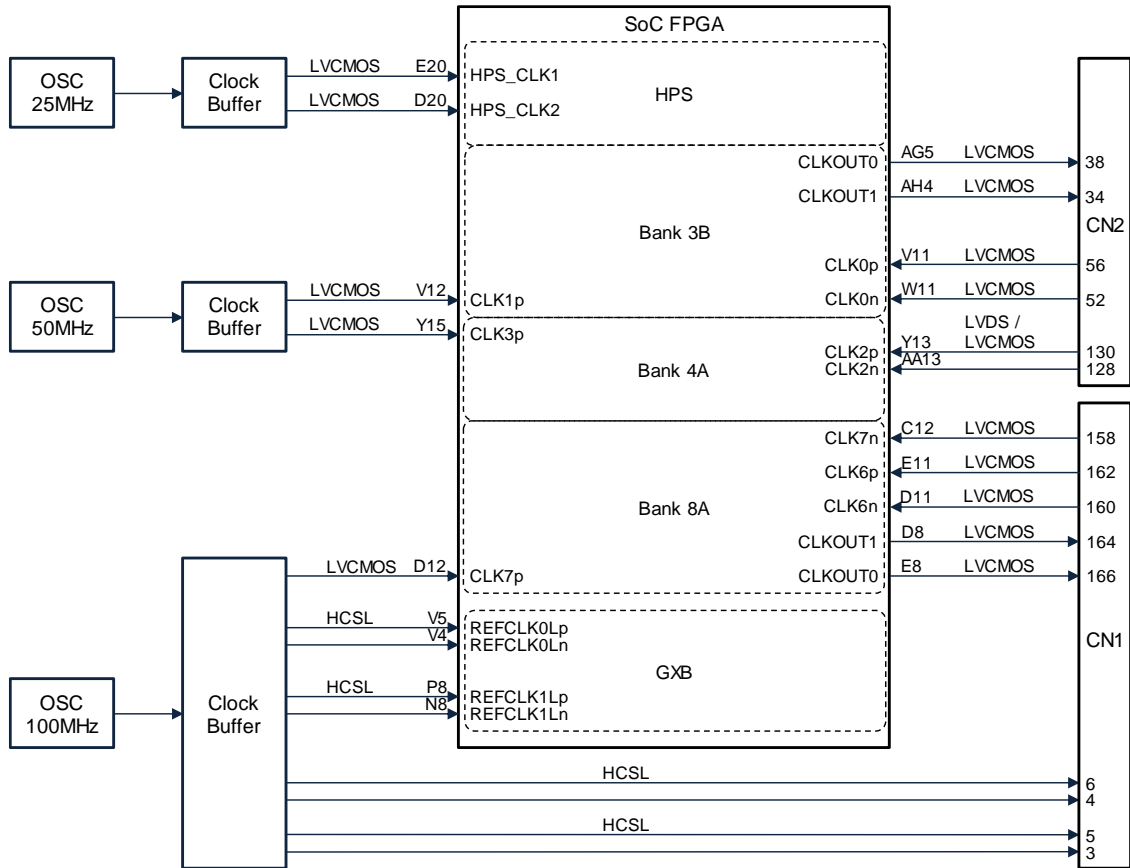 SoC FPGA
OSC
25MHz
Clock
Buffer
LVCMOS E20
LVCMOS D20
HPS_CLK1
HPS_CLK2
HPS
CLKOUT0 AG5 LVCMOS 38
CLKOUT1 AH4 LVCMOS 34
Bank 3B
CN2
CLK0p V11 LVCMOS 56
CLK0n W11 LVCMOS 52
OSC
50MHz
Clock
Buffer
LVCMOS V12 CLK1p
LVCMOS Y15 CLK3p
LVDS /
CLK2p Y13 LVCMOS 130
CLK2n AA13 128
Bank 4A
CLK7n C12 LVCMOS 158
CLK6p E11 LVCMOS 162
CLK6n D11 LVCMOS 160
Bank 8A
CLKOUT1 D8 LVCMOS 164
CLKOUT0 E8 LVCMOS 166
LVCMOS D12 CLK7p
HCSL V5 REFCLK0Lp
V4 REFCLK0Ln
CN1
GXB
HCSL P8 REFCLK1Lp
N8 REFCLK1Ln
OSC
100MHz
Clock
Buffer
HCSL 6
4
HCSL 5
3